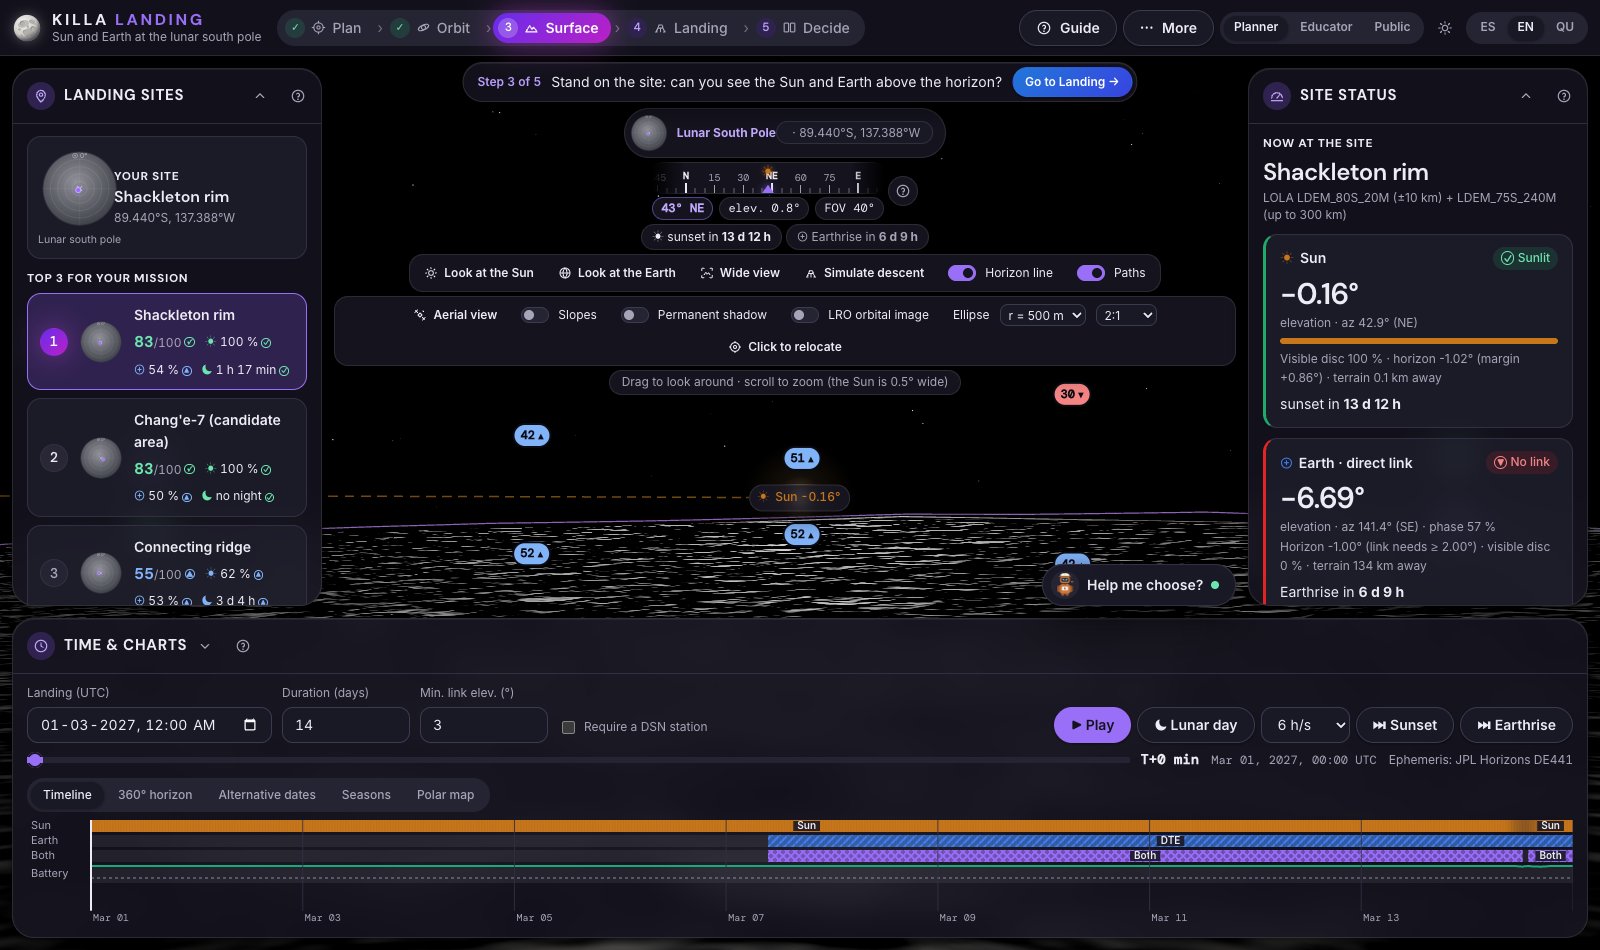 KILLA LANDING
Sun and Earth at the lunar south pole
✓ Plan › ✓ Orbit › 3 Surface › 4 Landing › 5 Decide
Guide
··· More
Planner Educator Public
ES EN QU
LANDING SITES
YOUR SITE
Shackleton rim
89.440°S, 137.388°W
Lunar south pole
TOP 3 FOR YOUR MISSION
1
Shackleton rim
83/100 100 %
54 % 1 h 17 min
2
Chang'e-7 (candidate area)
83/100 100 %
50 % no night
3
Connecting ridge
55/100 62 %
53 % 3 d 4 h
Step 3 of 5 Stand on the site: can you see the Sun and Earth above the horizon? Go to Landing →
Lunar South Pole · 89.440°S, 137.388°W
45 N 15 30 NE 60 75 E
43° NE elev. 0.8° FOV 40°
sunset in 13 d 12 h Earthrise in 6 d 9 h
Look at the Sun Look at the Earth Wide view Simulate descent Horizon line Paths
Aerial view Slopes Permanent shadow LRO orbital image Ellipse r = 500 m 2:1
Click to relocate
Drag to look around · scroll to zoom (the Sun is 0.5° wide)
30 ▾
42 ▴
51 ▴
Sun -0.16°
52 ▴
52 ▴
Help me choose?
SITE STATUS
NOW AT THE SITE
Shackleton rim
LOLA LDEM_80S_20M (±10 km) + LDEM_75S_240M (up to 300 km)
Sun Sunlit
−0.16°
elevation · az 42.9° (NE)
Visible disc 100 % · horizon -1.02° (margin +0.86°) · terrain 0.1 km away
sunset in 13 d 12 h
Earth · direct link No link
−6.69°
elevation · az 141.4° (SE) · phase 57 %
Horizon -1.00° (link needs ≥ 2.00°) · visible disc 0 % · terrain 134 km away
Earthrise in 6 d 9 h
TIME & CHARTS
Landing (UTC) Duration (days) Min. link elev. (°)
01-03-2027, 12:00 AM 14 3 Require a DSN station
Play Lunar day 6 h/s Sunset Earthrise
T+0 min Mar 01, 2027, 00:00 UTC Ephemeris: JPL Horizons DE441
Timeline 360° horizon Alternative dates Seasons Polar map
Sun Sun Sun
Earth DTE
Both Both Both
Battery
Mar 01 Mar 03 Mar 05 Mar 07 Mar 09 Mar 11 Mar 13